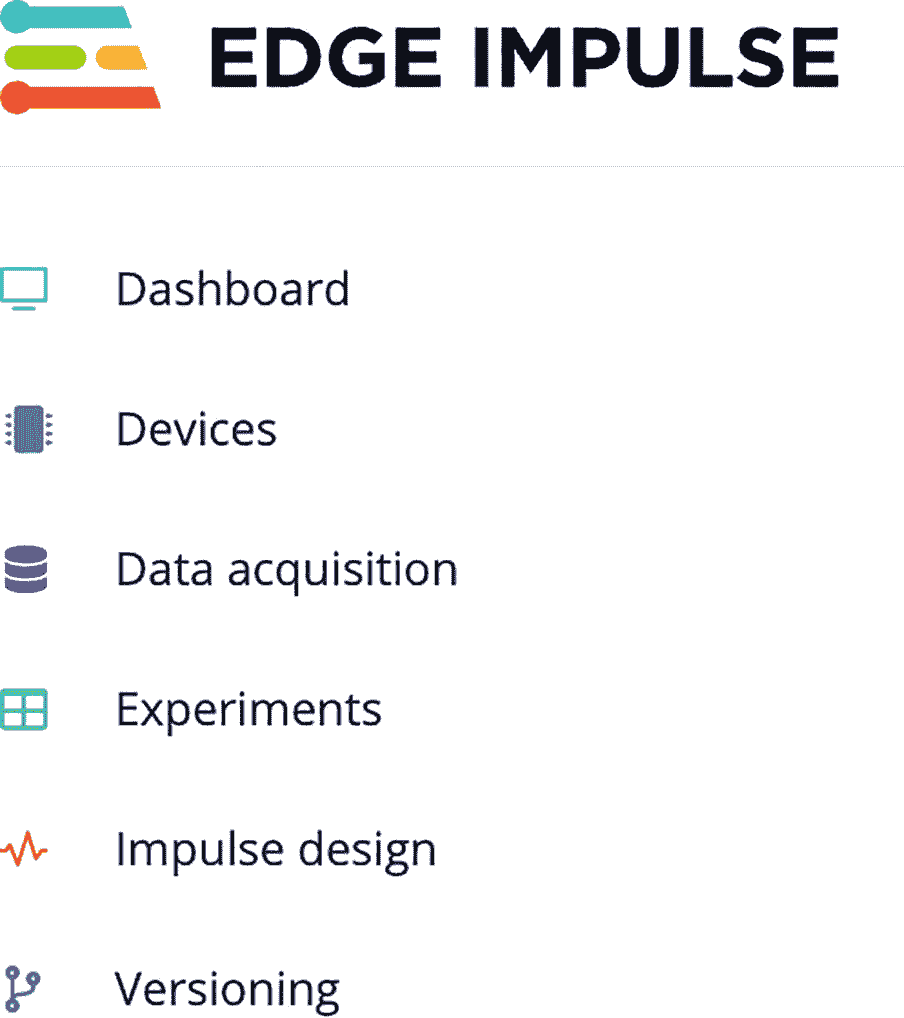 EDGE IMPULSE
Dashboard
Devices
Data acquisition
Experiments
Impulse design
Versioning